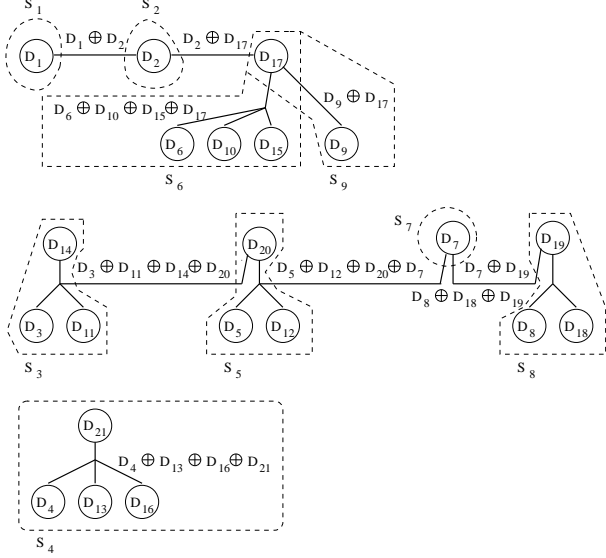 S1 S2
D1 ⊕ D2 D2 ⊕ D17
D1 D2 D17
D9 ⊕ D17
D6 ⊕ D10 ⊕ D15 ⊕ D17
D6 D10 D15 D9
S6 S9
S7
D14 D20 D7 D19
D3 ⊕ D11 ⊕ D14 ⊕ D20 D5 ⊕ D12 ⊕ D20 ⊕ D7 D7 ⊕ D19
D8 ⊕ D18 ⊕ D19
D3 D11 D5 D12 D8 D18
S3 S5 S8
D21
D4 ⊕ D13 ⊕ D16 ⊕ D21
D4 D13 D16
S4